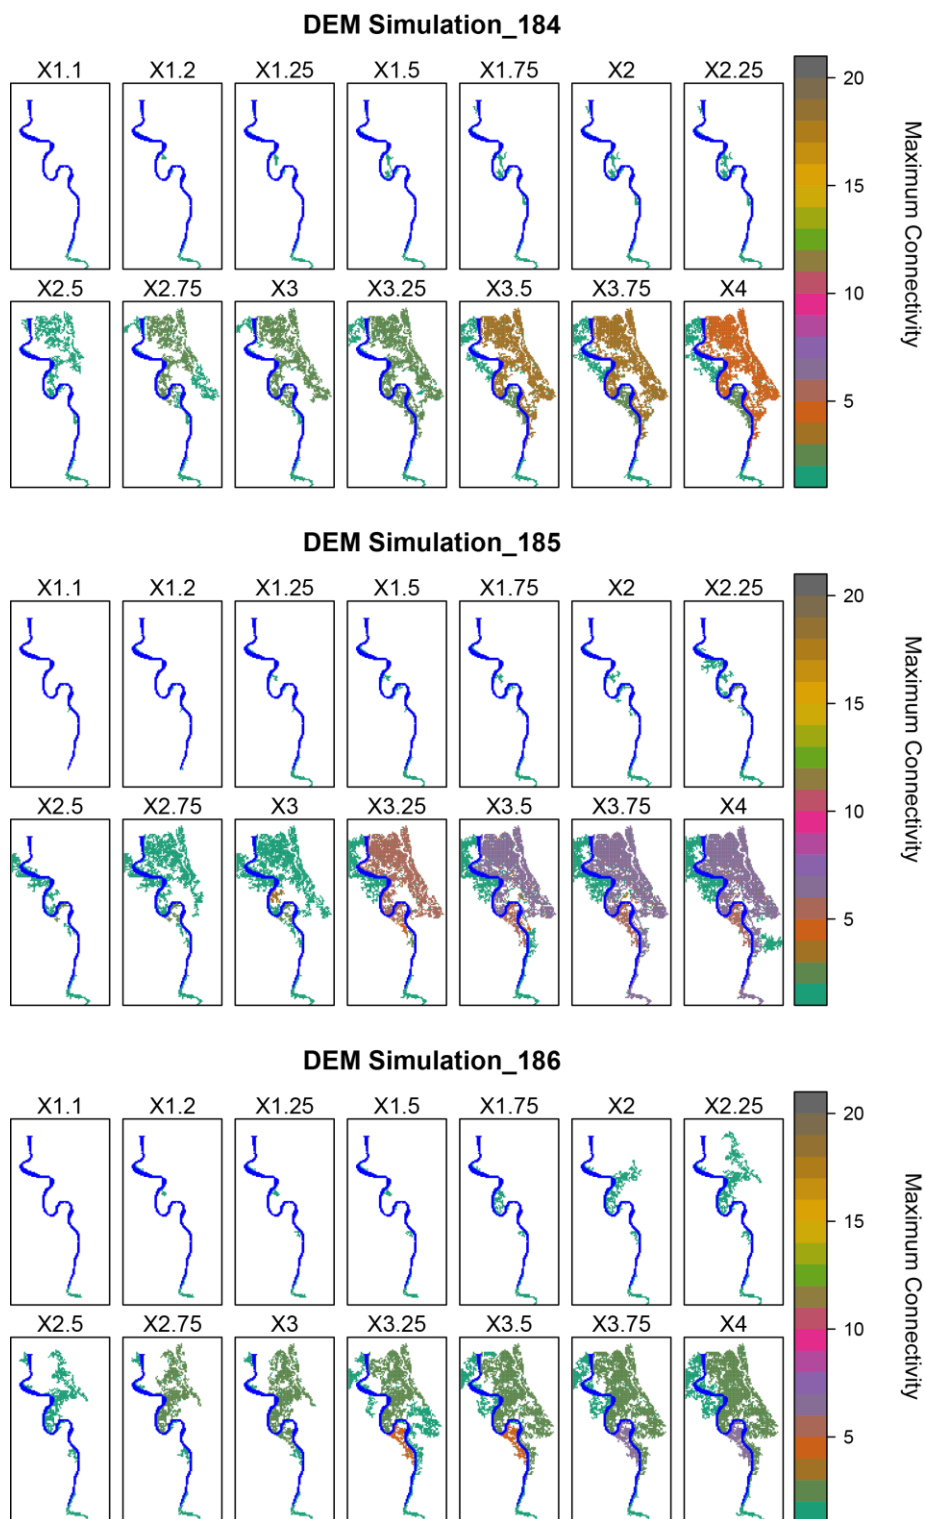 DEM Simulation_184
X1.1 X1.2 X1.25 X1.5 X1.75 X2 X2.25
X2.5 X2.75 X3 X3.25 X3.5 X3.75 X4
20
15
10
5
Maximum Connectivity
DEM Simulation_185
X1.1 X1.2 X1.25 X1.5 X1.75 X2 X2.25
X2.5 X2.75 X3 X3.25 X3.5 X3.75 X4
20
15
10
5
Maximum Connectivity
DEM Simulation_186
X1.1 X1.2 X1.25 X1.5 X1.75 X2 X2.25
X2.5 X2.75 X3 X3.25 X3.5 X3.75 X4
20
15
10
5
Maximum Connectivity